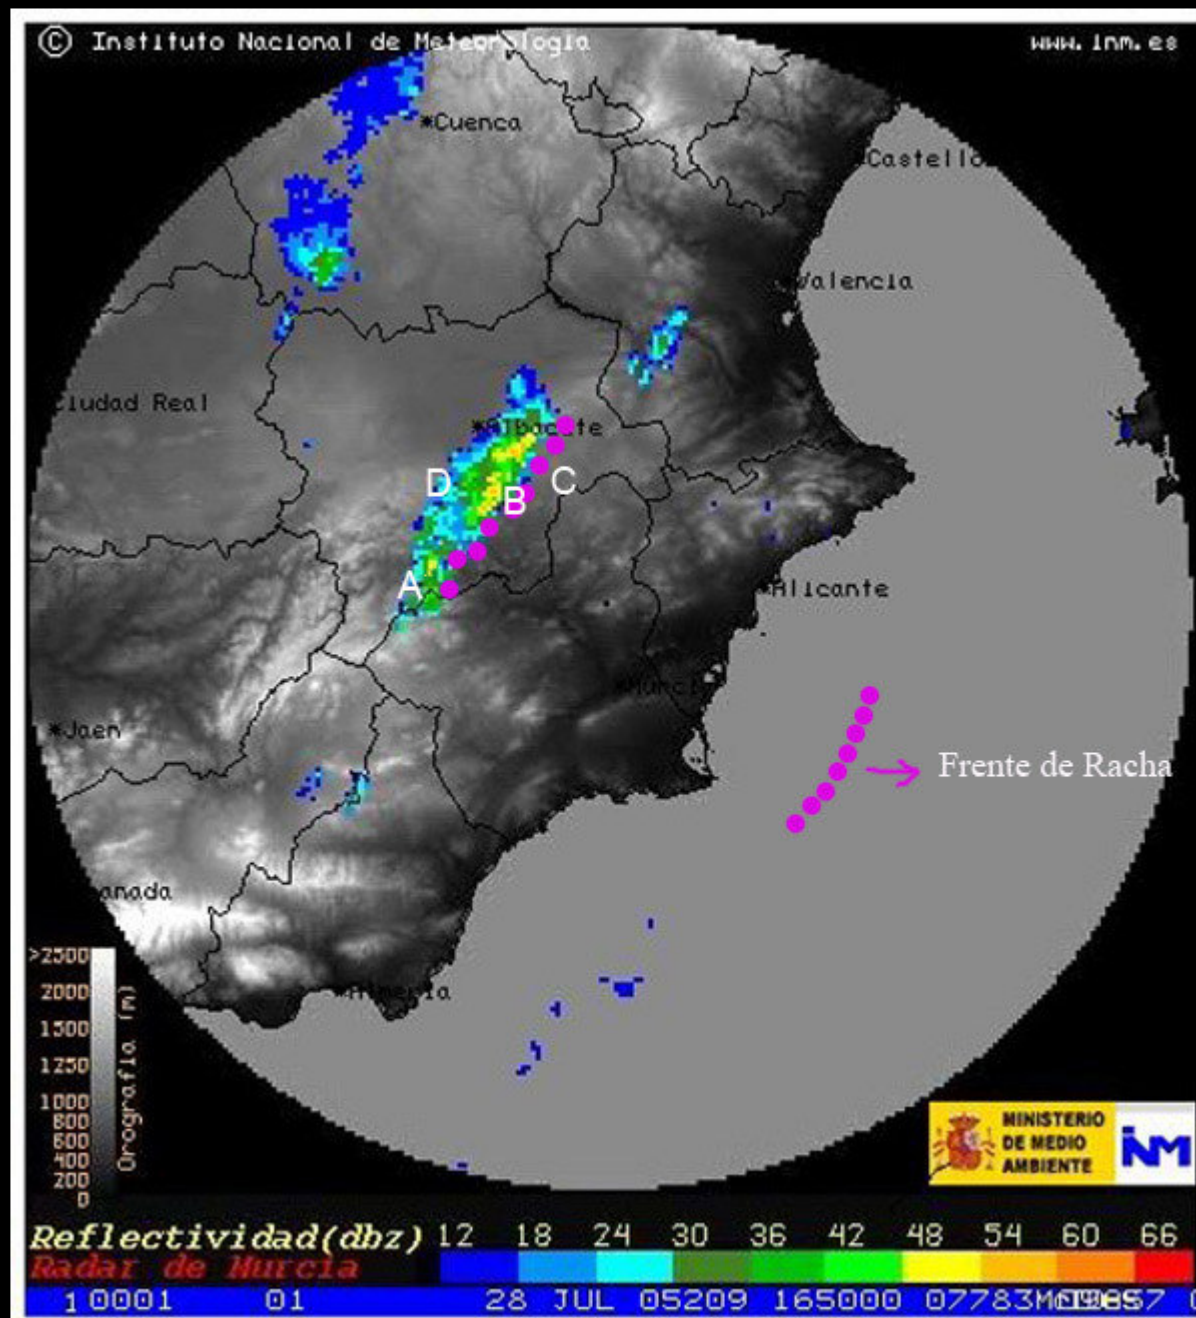 © Instituto Nacional de Meteorología
www.inm.es
*Cuenca
Castello
Valencia
Ciudad Real
*Albacete
D
C
B
A
Alicante
Murcia
*Jaen
Frente de Racha
anada
Almeria
>2500
2000
1500
1250
1000
800
600
400
200
0
Orografia (m)
MINISTERIO
DE MEDIO
AMBIENTE
INM
Reflectividad(dbz) 12 18 24 30 36 42 48 54 60 66
Radar de Murcia
1 0001 01 28 JUL 05209 165000